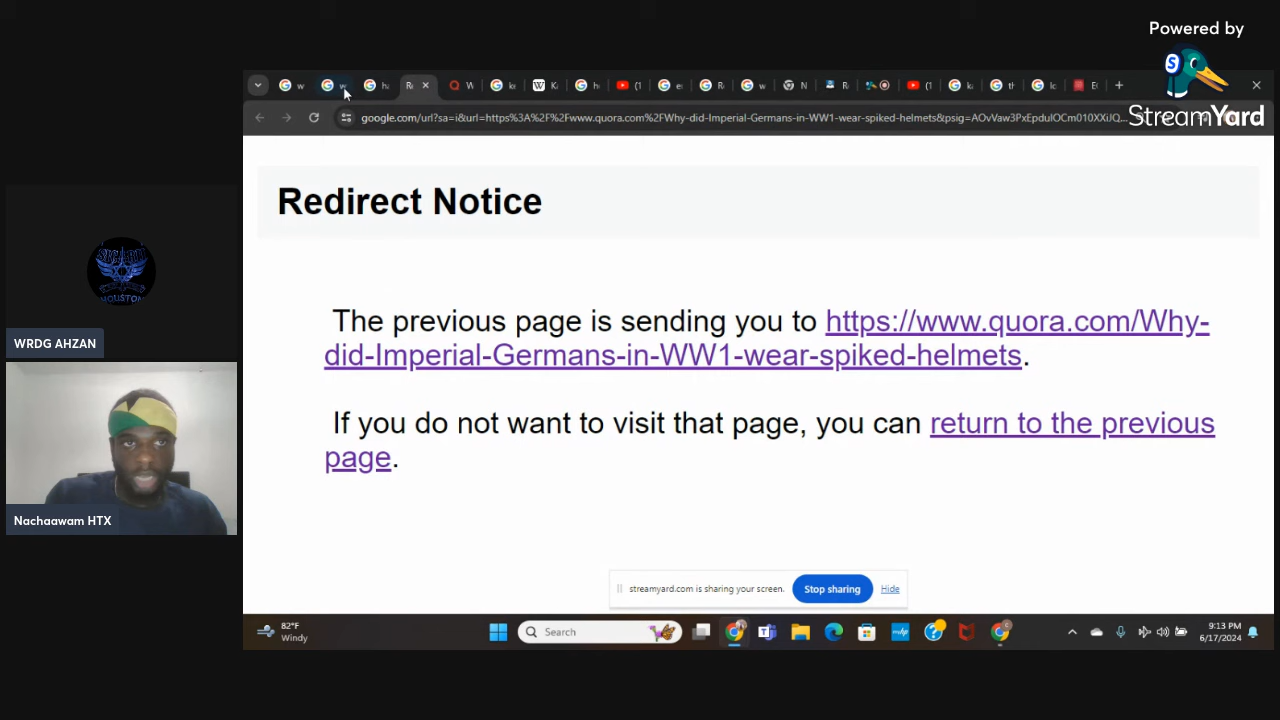 Powered by
StreamYard
w
w
ha
Re
W
google.com/url?sa=i&url=https%3A%2F%2Fwww.quora.com%2FWhy-did-Imperial-Germans-in-WW1-wear-spiked-helmets&psig=AOvVaw3PxEpdulOCm010XXiJQ...
Redirect Notice
The previous page is sending you to https://www.quora.com/Why-
did-Imperial-Germans-in-WW1-wear-spiked-helmets.
If you do not want to visit that page, you can return to the previous
page.
HOUSTON
WRDG AHZAN
Nachaawam HTX
streamyard.com is sharing your screen.
Stop sharing
Hide
82°F
Windy
Search
9:13 PM
6/17/2024